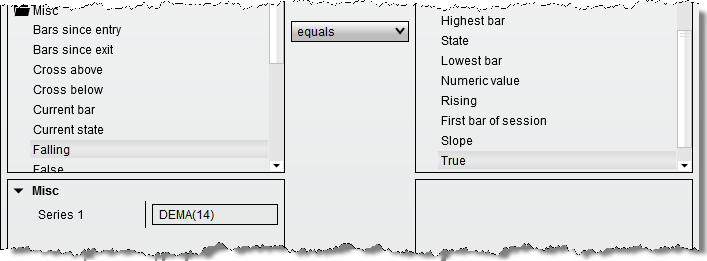 Misc
Bars since entry
Bars since exit
Cross above
Cross below
Current bar
Current state
Falling
False
equals
Highest bar
State
Lowest bar
Numeric value
Rising
First bar of session
Slope
True
Misc
Series 1 DEMA(14)